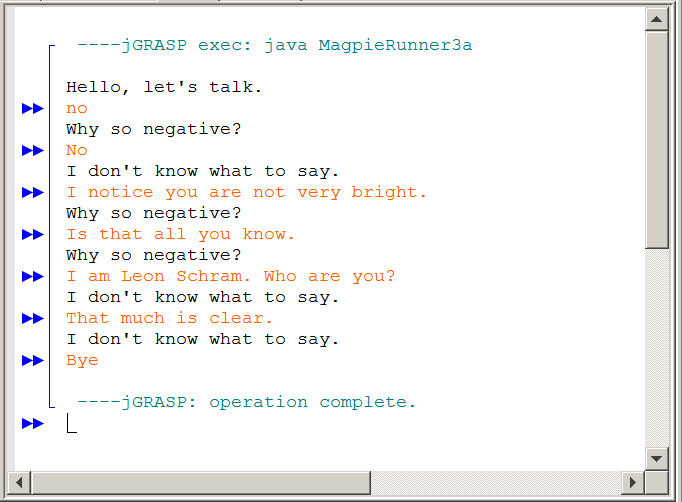 ----jGRASP exec: java MagpieRunner3a
Hello, let's talk.
no
Why so negative?
No
I don't know what to say.
I notice you are not very bright.
Why so negative?
Is that all you know.
Why so negative?
I am Leon Schram. Who are you?
I don't know what to say.
That much is clear.
I don't know what to say.
Bye
----jGRASP: operation complete.